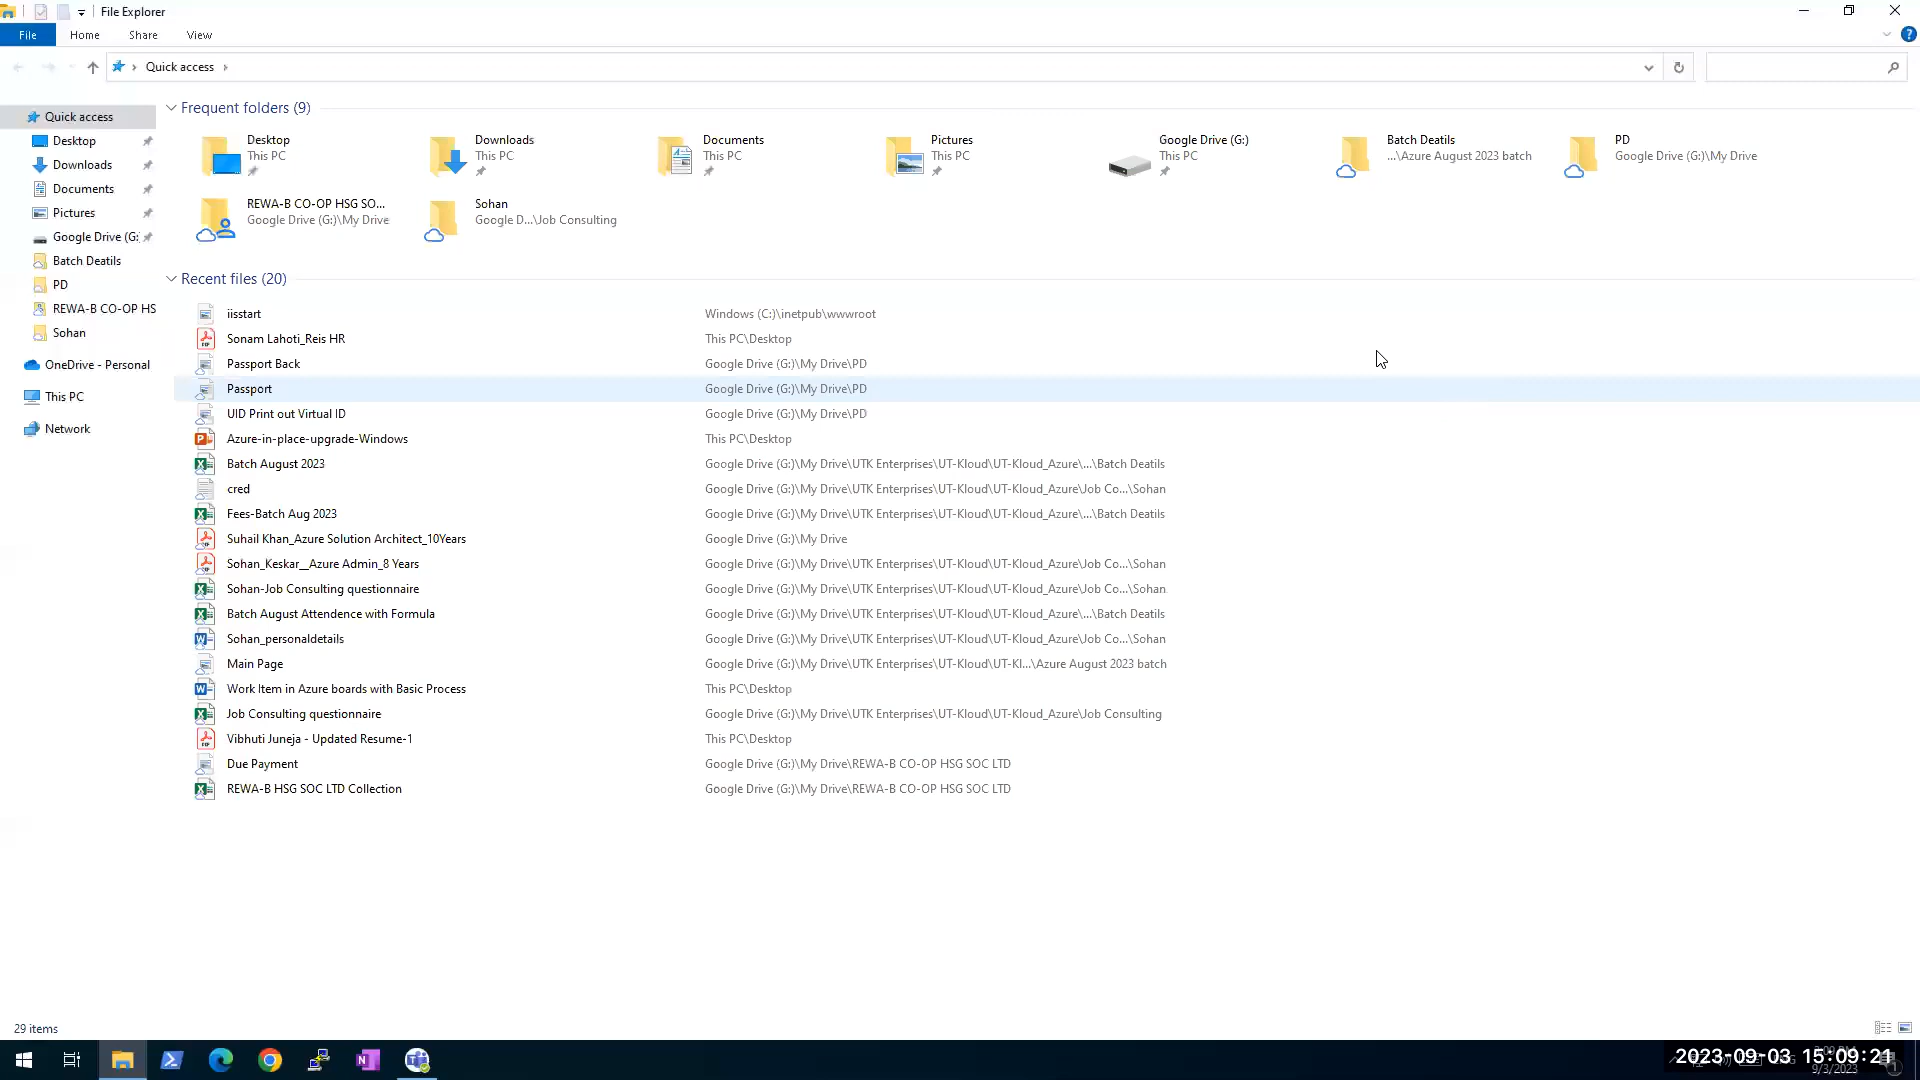 File Explorer
File Home Share View
Quick access
Quick access
Desktop
Downloads
Documents
Pictures
Google Drive (G:
Batch Deatils
PD
REWA-B CO-OP HS
Sohan
OneDrive - Personal
This PC
Network
Frequent folders (9)
Desktop
This PC
Downloads
This PC
Documents
This PC
Pictures
This PC
Google Drive (G:)
This PC
Batch Deatils
...\Azure August 2023 batch
PD
Google Drive (G:)\My Drive
REWA-B CO-OP HSG SO...
Google Drive (G:)\My Drive
Sohan
Google D...\Job Consulting
Recent files (20)
iisstart Windows (C:)\inetpub\wwwroot
Sonam Lahoti_Reis HR This PC\Desktop
Passport Back Google Drive (G:)\My Drive\PD
Passport Google Drive (G:)\My Drive\PD
UID Print out Virtual ID Google Drive (G:)\My Drive\PD
Azure-in-place-upgrade-Windows This PC\Desktop
Batch August 2023 Google Drive (G:)\My Drive\UTK Enterprises\UT-Kloud\UT-Kloud_Azure\...\Batch Deatils
cred Google Drive (G:)\My Drive\UTK Enterprises\UT-Kloud\UT-Kloud_Azure\Job Co...\Sohan
Fees-Batch Aug 2023 Google Drive (G:)\My Drive\UTK Enterprises\UT-Kloud\UT-Kloud_Azure\...\Batch Deatils
Suhail Khan_Azure Solution Architect_10Years Google Drive (G:)\My Drive
Sohan_Keskar__Azure Admin_8 Years Google Drive (G:)\My Drive\UTK Enterprises\UT-Kloud\UT-Kloud_Azure\Job Co...\Sohan
Sohan-Job Consulting questionnaire Google Drive (G:)\My Drive\UTK Enterprises\UT-Kloud\UT-Kloud_Azure\Job Co...\Sohan
Batch August Attendence with Formula Google Drive (G:)\My Drive\UTK Enterprises\UT-Kloud\UT-Kloud_Azure\...\Batch Deatils
Sohan_personaldetails Google Drive (G:)\My Drive\UTK Enterprises\UT-Kloud\UT-Kloud_Azure\Job Co...\Sohan
Main Page Google Drive (G:)\My Drive\UTK Enterprises\UT-Kloud\UT-Kl...\Azure August 2023 batch
Work Item in Azure boards with Basic Process This PC\Desktop
Job Consulting questionnaire Google Drive (G:)\My Drive\UTK Enterprises\UT-Kloud\UT-Kloud_Azure\Job Consulting
Vibhuti Juneja - Updated Resume-1 This PC\Desktop
Due Payment Google Drive (G:)\My Drive\REWA-B CO-OP HSG SOC LTD
REWA-B HSG SOC LTD Collection Google Drive (G:)\My Drive\REWA-B CO-OP HSG SOC LTD
29 items
2023-09-03 15:09:21
9/3/2023